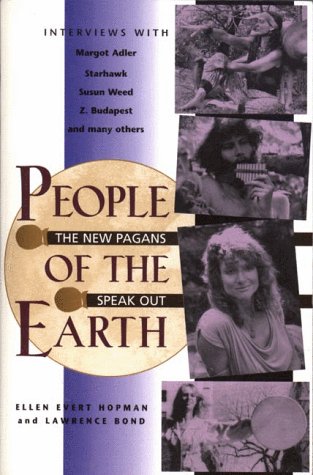 INTERVIEWS WITH
Margot Adler
Starhawk
Susun Weed
Z. Budapest
and many others
PEOPLE
THE NEW PAGANS
OF THE
SPEAK OUT
EARTH
ELLEN EVERT HOPMAN
and LAWRENCE BOND